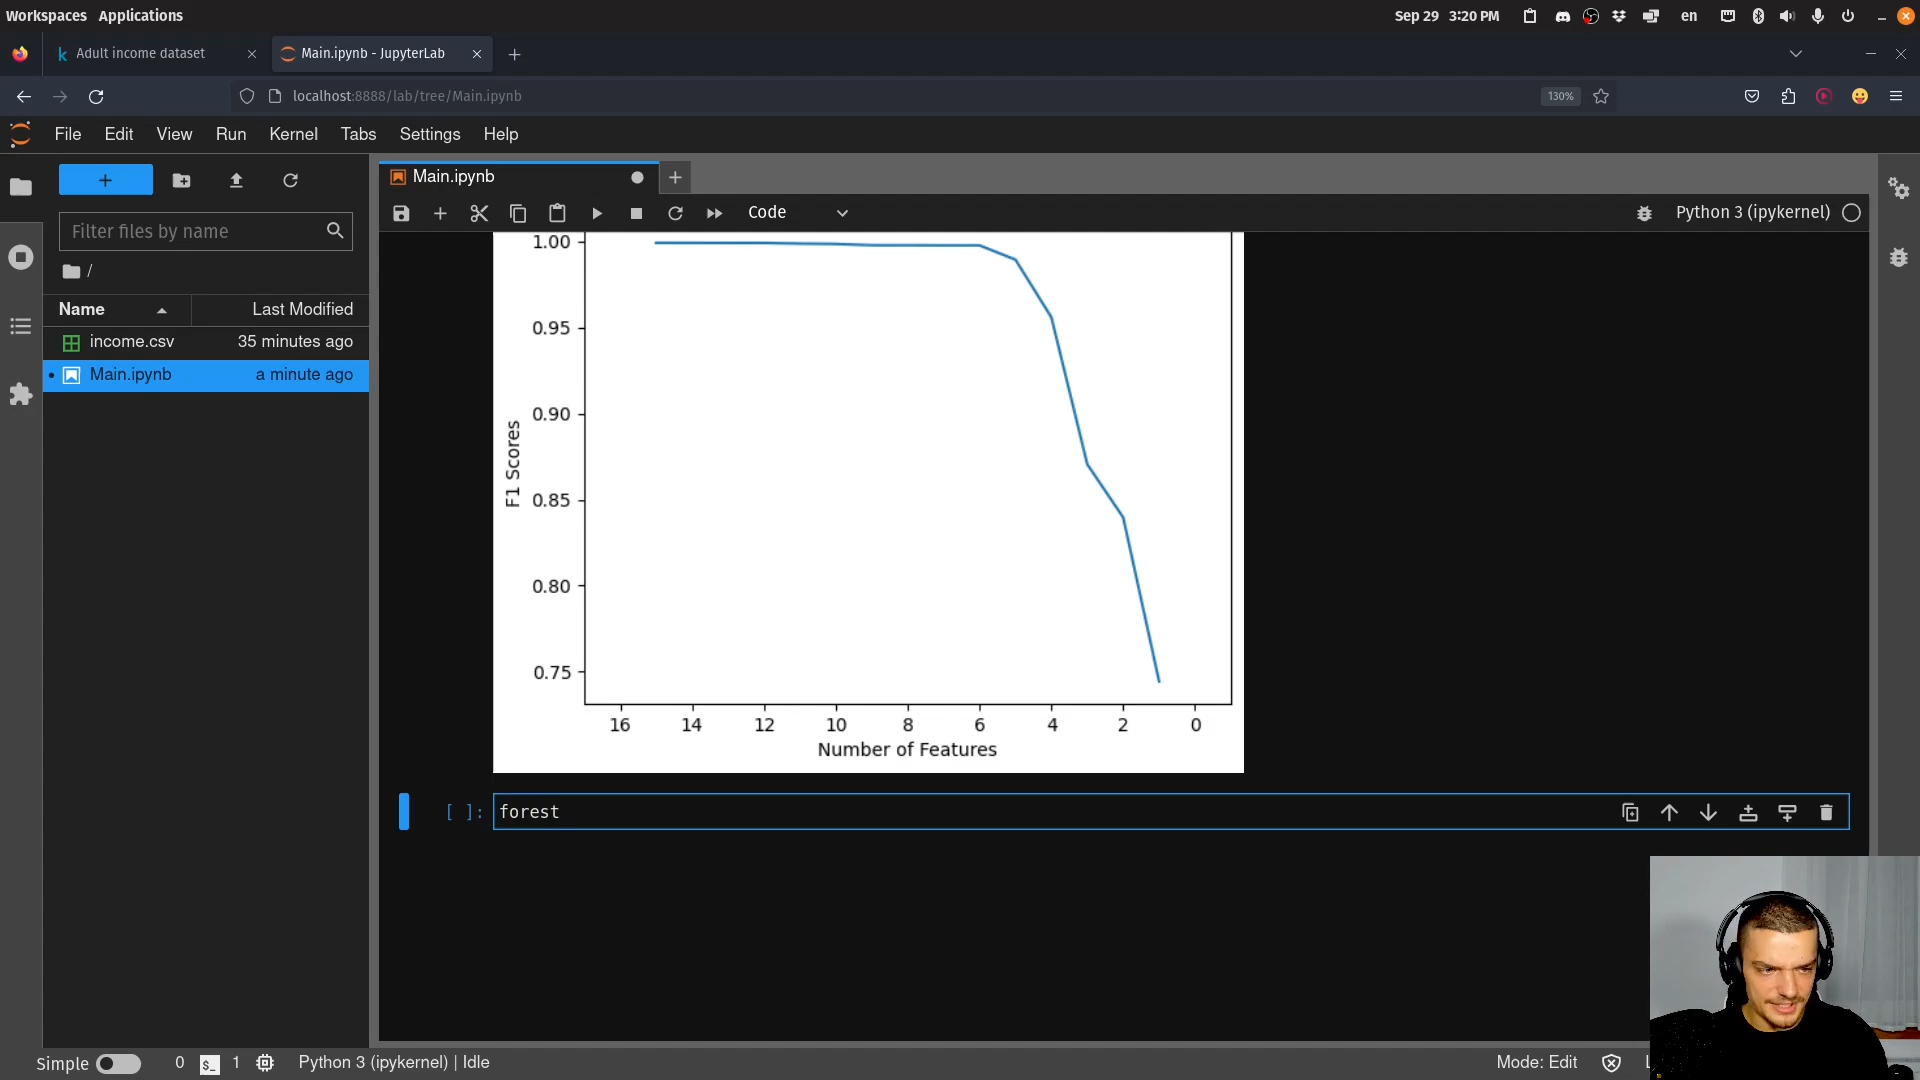 Workspaces Applications
Sep 29 3:20 PM
en
Adult income dataset
Main.ipynb - JupyterLab
localhost:8888/lab/tree/Main.ipynb
130%
File Edit View Run Kernel Tabs Settings Help
Main.ipynb
Filter files by name
Code
Python 3 (ipykernel)
/
Name
Last Modified
income.csv
35 minutes ago
Main.ipynb
a minute ago
1.00
0.95
0.90
0.85
0.80
0.75
F1 Scores
16 14 12 10 8 6 4 2 0
Number of Features
[ ]: forest
Simple
0
$_
1
Python 3 (ipykernel) | Idle
Mode: Edit